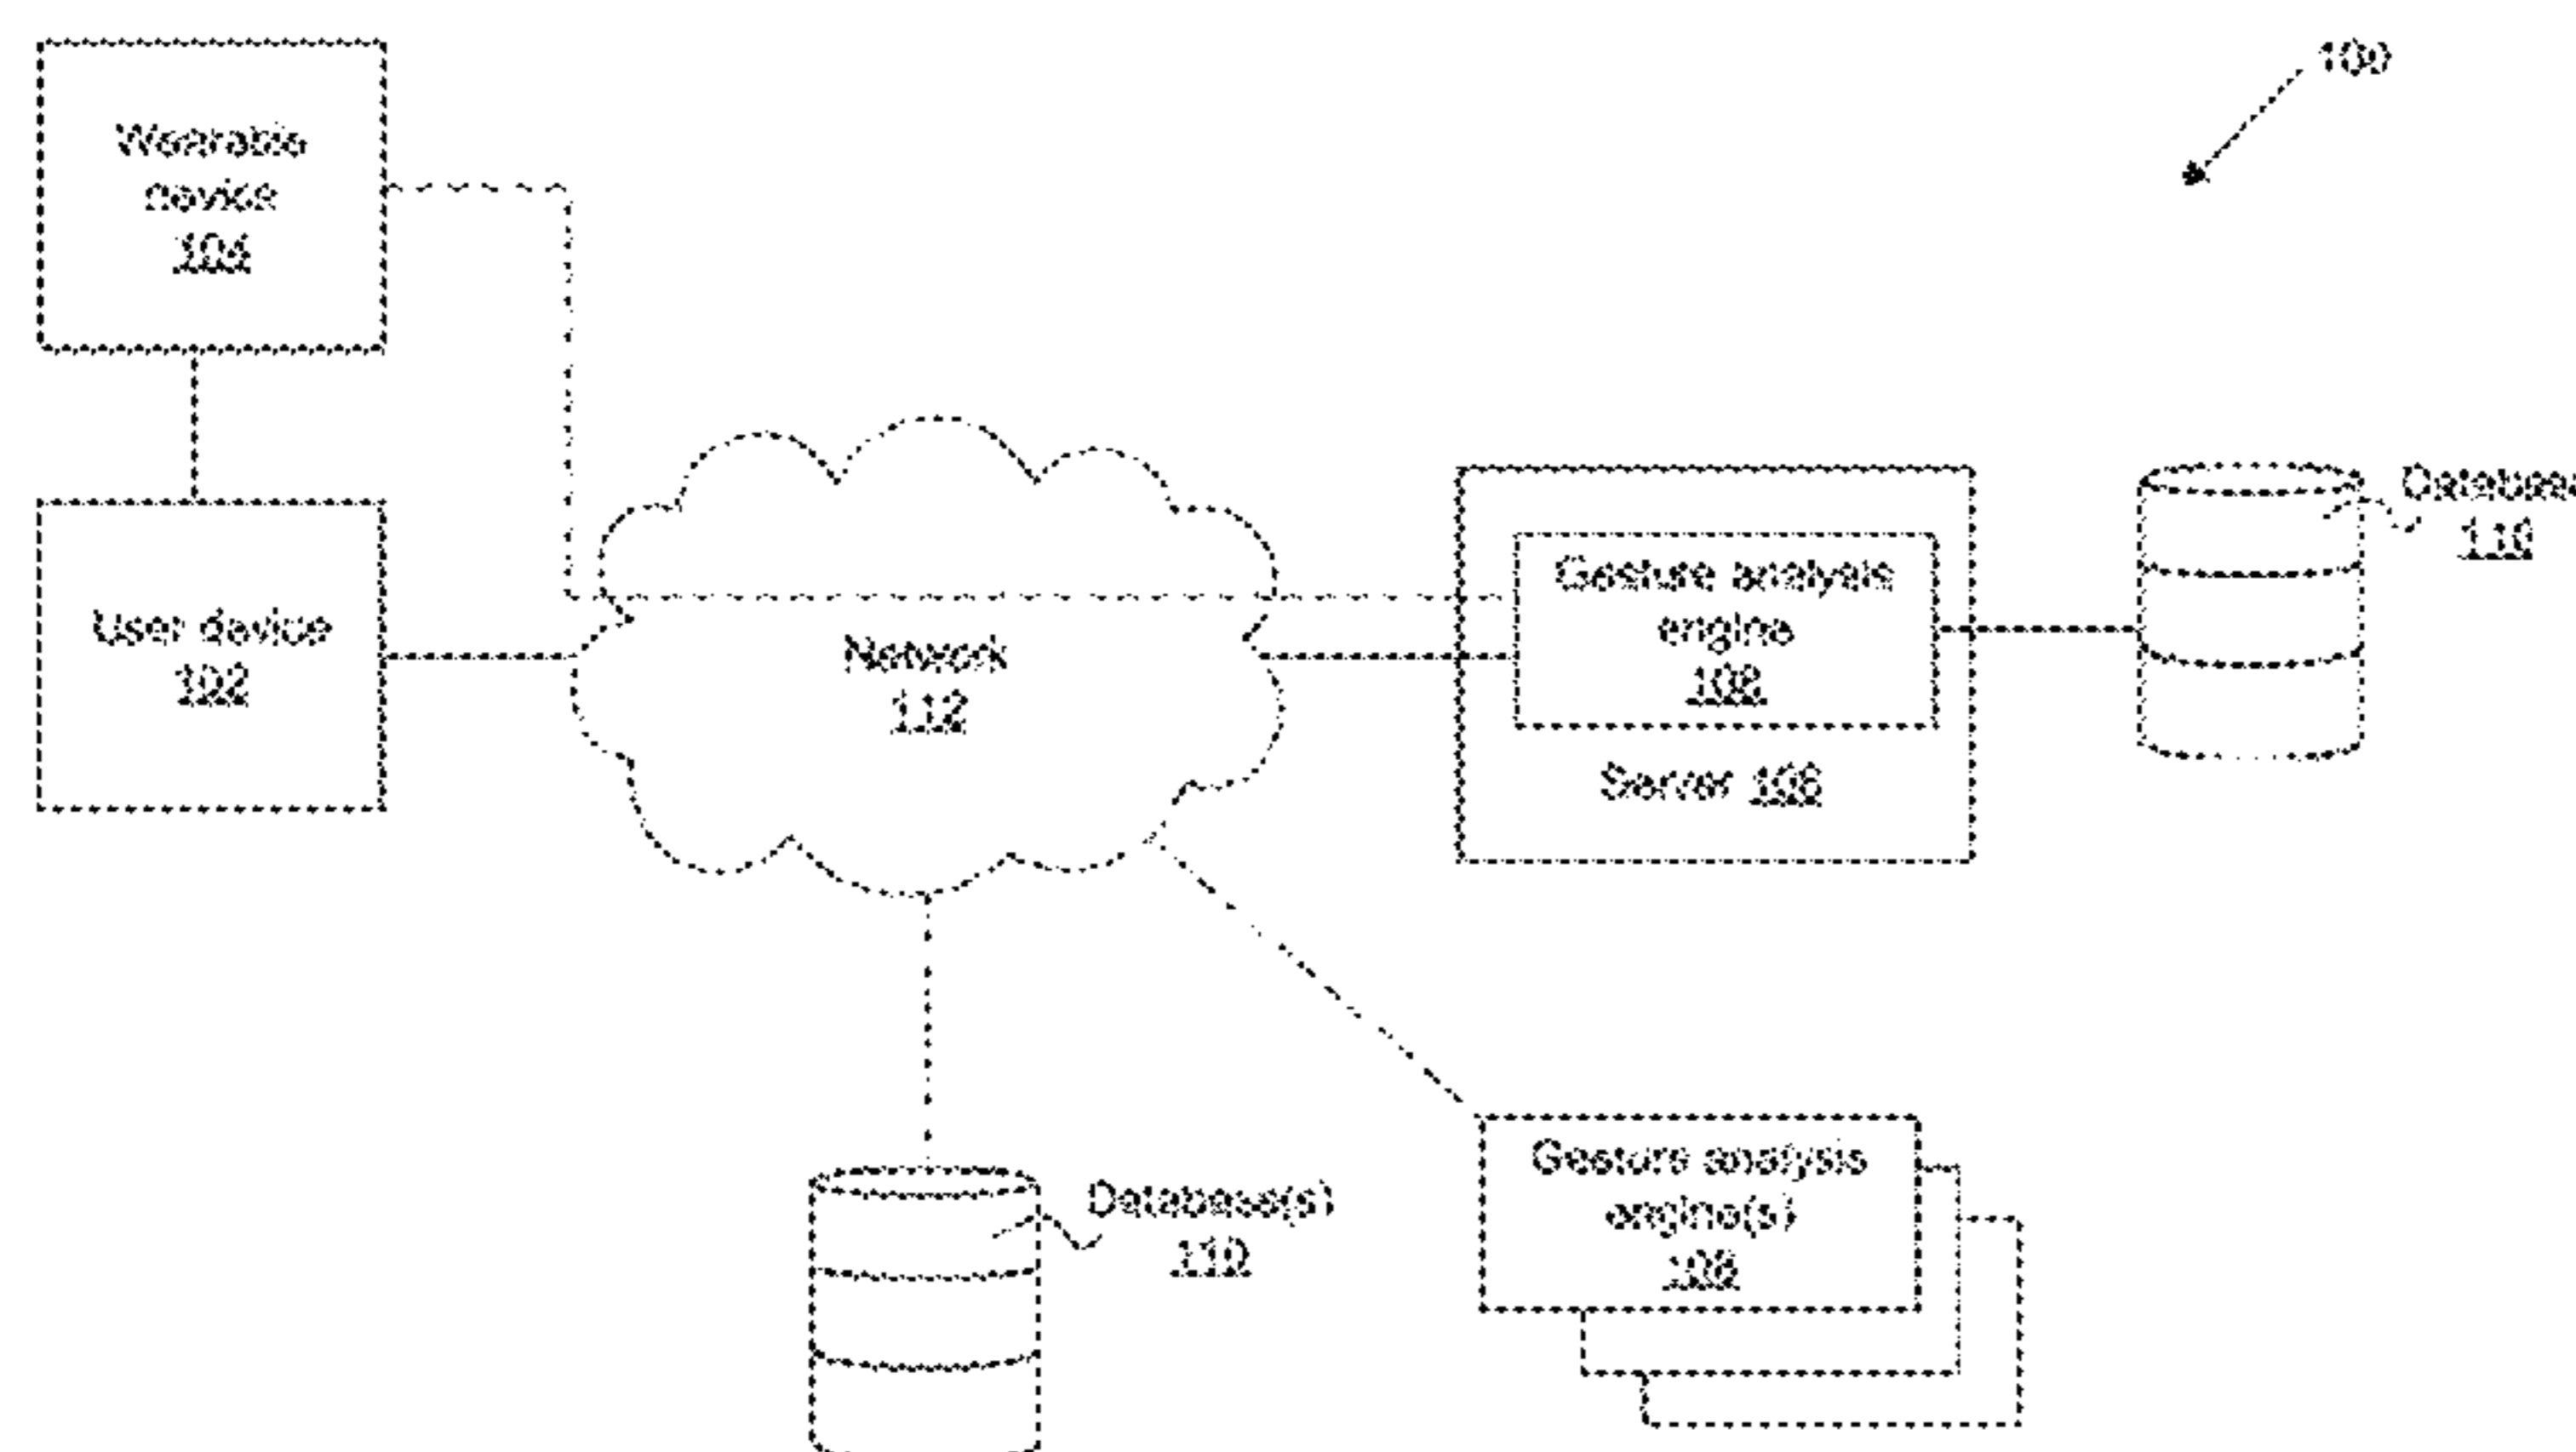 100
Wearable
device
104
User device
102
Network
112
Gesture analysis
engine
108
Server 106
Database
110
Database(s)
110
Gesture analysis
engine(s)
108